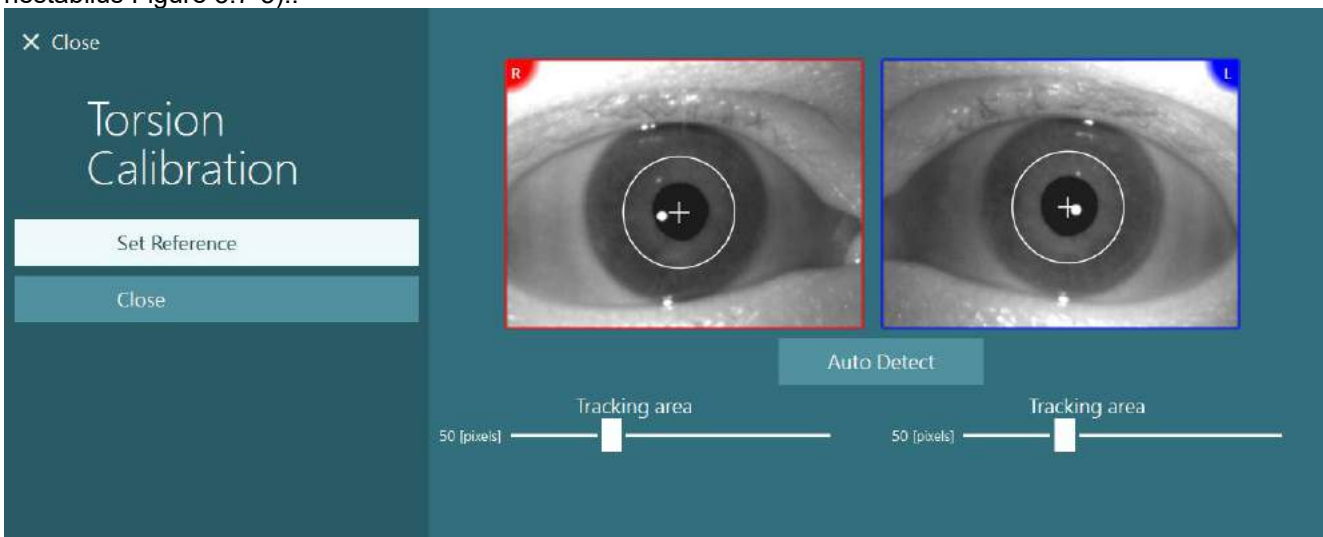 ✕ Close
Torsion
Calibration
Set Reference
Close
R
L
Auto Detect
Tracking area
50 [pixels]
Tracking area
50 [pixels]